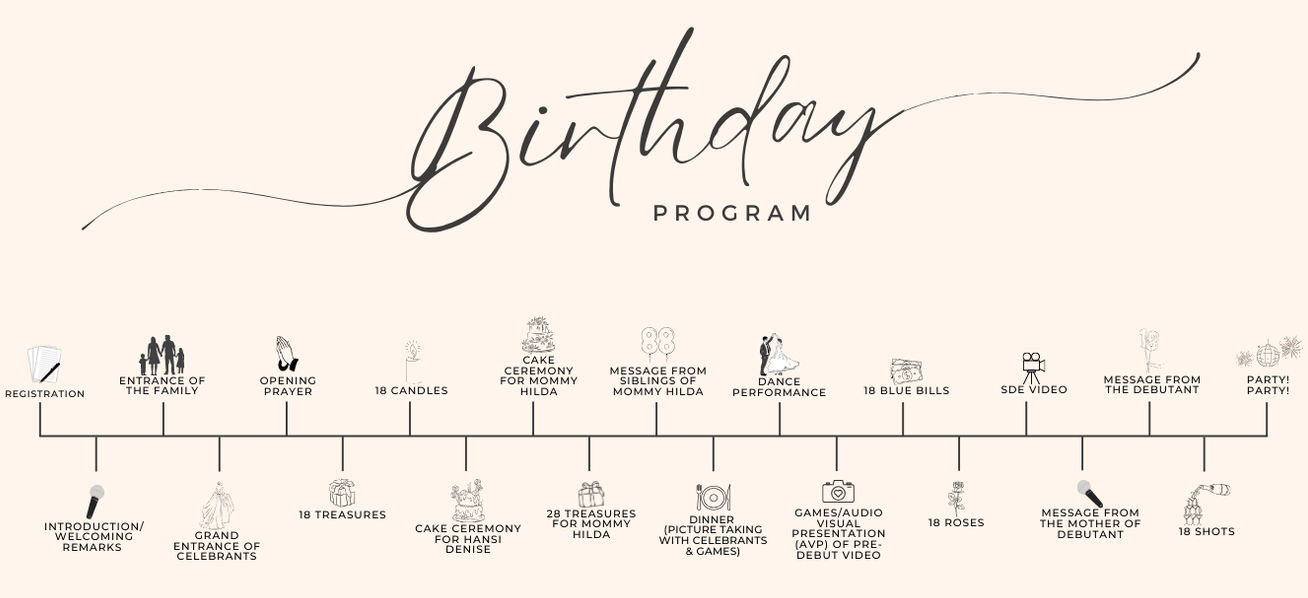 Birthday
PROGRAM
REGISTRATION
INTRODUCTION/
WELCOMING
REMARKS
ENTRANCE OF
THE FAMILY
GRAND
ENTRANCE OF
CELEBRANTS
OPENING
PRAYER
18 TREASURES
18 CANDLES
CAKE CEREMONY
FOR HANSI
DENISE
CAKE
CEREMONY
FOR MOMMY
HILDA
28 TREASURES
FOR MOMMY
HILDA
88
MESSAGE FROM
SIBLINGS OF
MOMMY HILDA
DINNER
(PICTURE TAKING
WITH CELEBRANTS
& GAMES)
DANCE
PERFORMANCE
GAMES/AUDIO
VISUAL
PRESENTATION
(AVP) OF PRE-
DEBUT VIDEO
18 BLUE BILLS
18 ROSES
SDE VIDEO
MESSAGE FROM
THE MOTHER OF
DEBUTANT
MESSAGE FROM
THE DEBUTANT
18 SHOTS
PARTY!
PARTY!